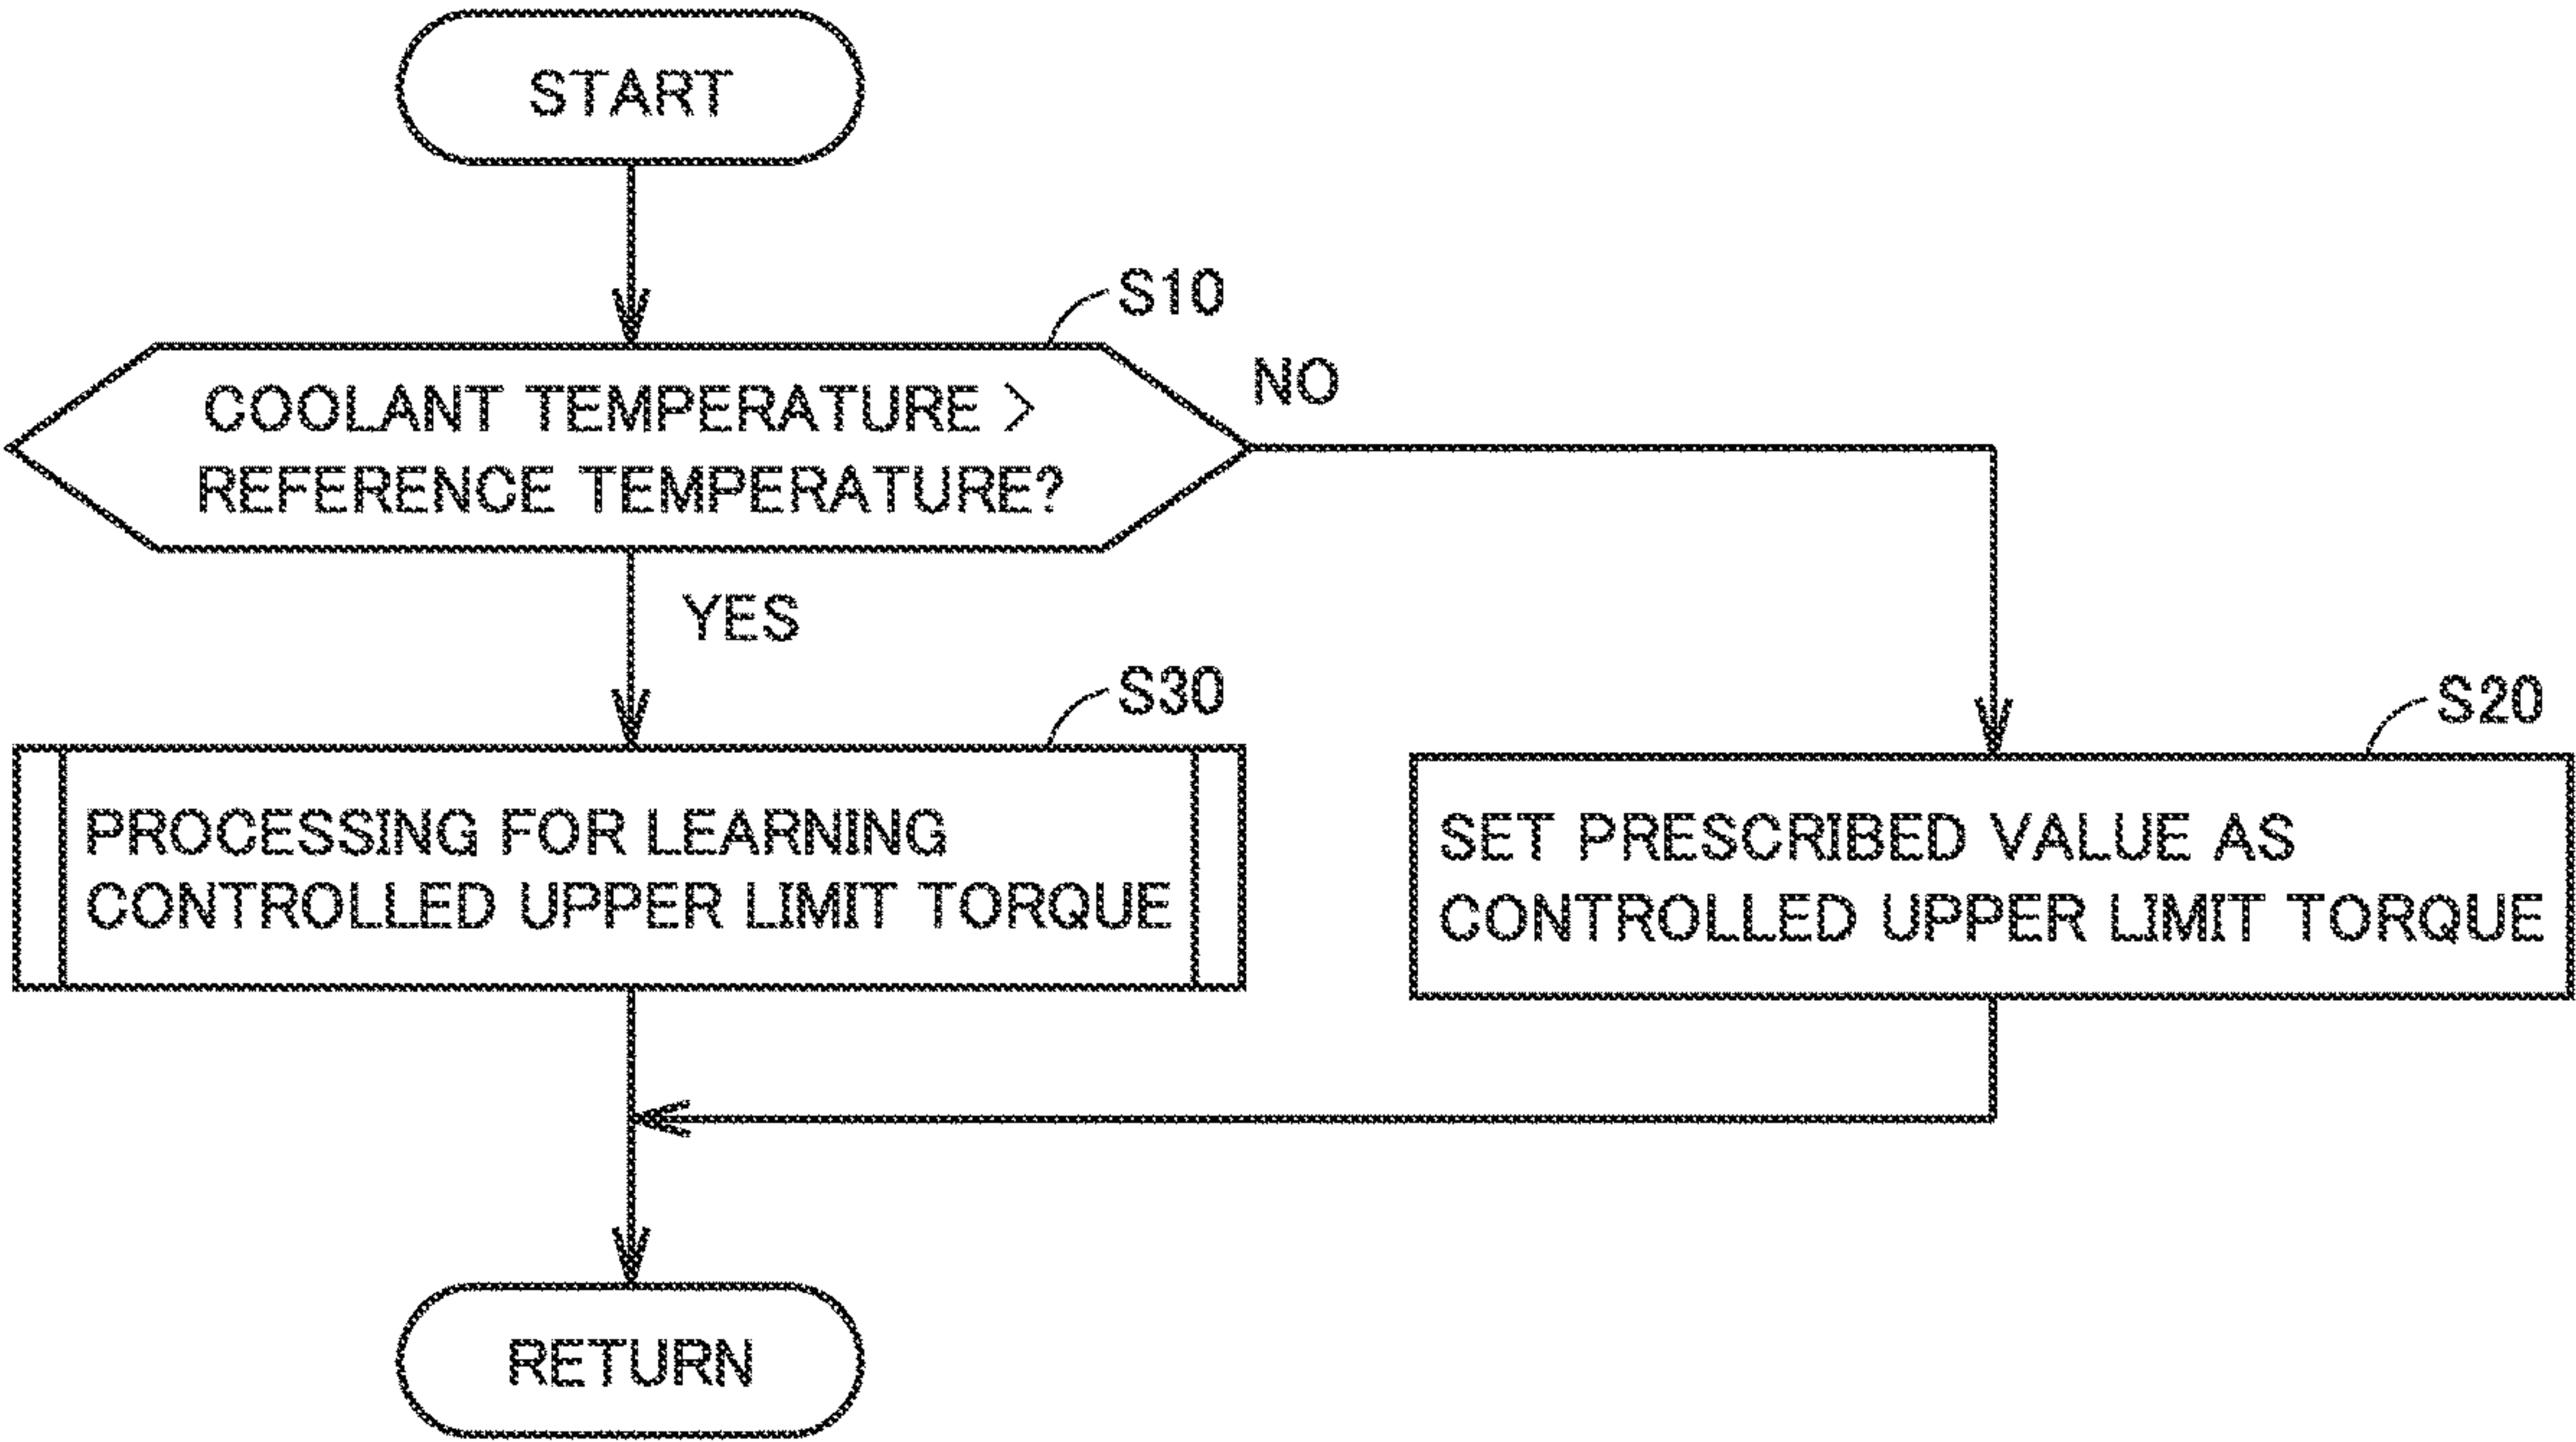 START
S10
COOLANT TEMPERATURE >
REFERENCE TEMPERATURE?
NO
YES
S30
PROCESSING FOR LEARNING
CONTROLLED UPPER LIMIT TORQUE
S20
SET PRESCRIBED VALUE AS
CONTROLLED UPPER LIMIT TORQUE
RETURN